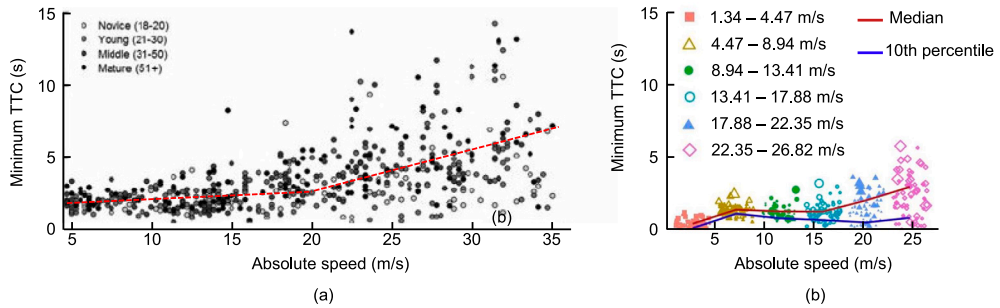 Novice (18-20)
Young (21-30)
Middle (31-50)
Mature (51+)
Minimum TTC (s)
15
10
5
0
5
10
15
20
25
30
35
(b)
Absolute speed (m/s)
(a)
1.34 – 4.47 m/s
4.47 – 8.94 m/s
8.94 – 13.41 m/s
13.41 – 17.88 m/s
17.88 – 22.35 m/s
22.35 – 26.82 m/s
Median
10th percentile
Minimum TTC (s)
15
10
5
0
5
10
15
20
25
Absolute speed (m/s)
(b)